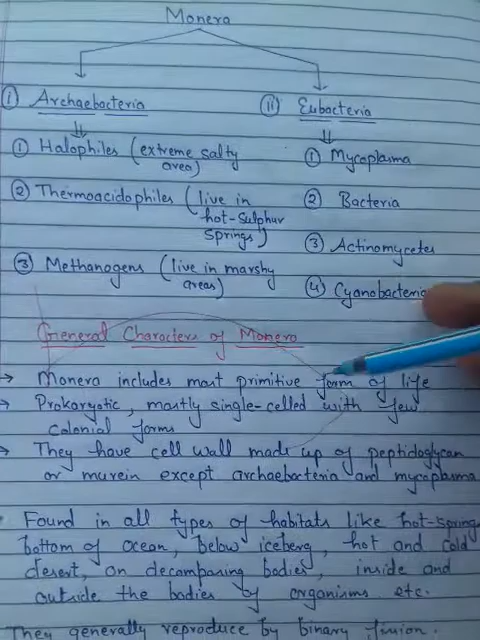 Monera
(i) Archaebacteria
(ii) Eubacteria
① Halophiles (extreme salty
area)
② Thermoacidophiles (live in
hot-sulphur
springs)
③ Methanogens (live in marshy
areas)
① Mycoplasma
② Bacteria
③ Actinomycetes
④ Cyanobacteria
General Characters of Monera
→ Monera includes most primitive form of life
→ Prokaryotic, mostly single-celled with few
colonial forms
→ They have cell wall made up of peptidoglycan
or murein except archaebacteria and mycoplasma
Found in all types of habitats like hot-spring
bottom of ocean, below iceberg, hot and cold
desert, on decomposing bodies, inside and
outside the bodies of organisms etc.
They generally reproduce by binary fission.